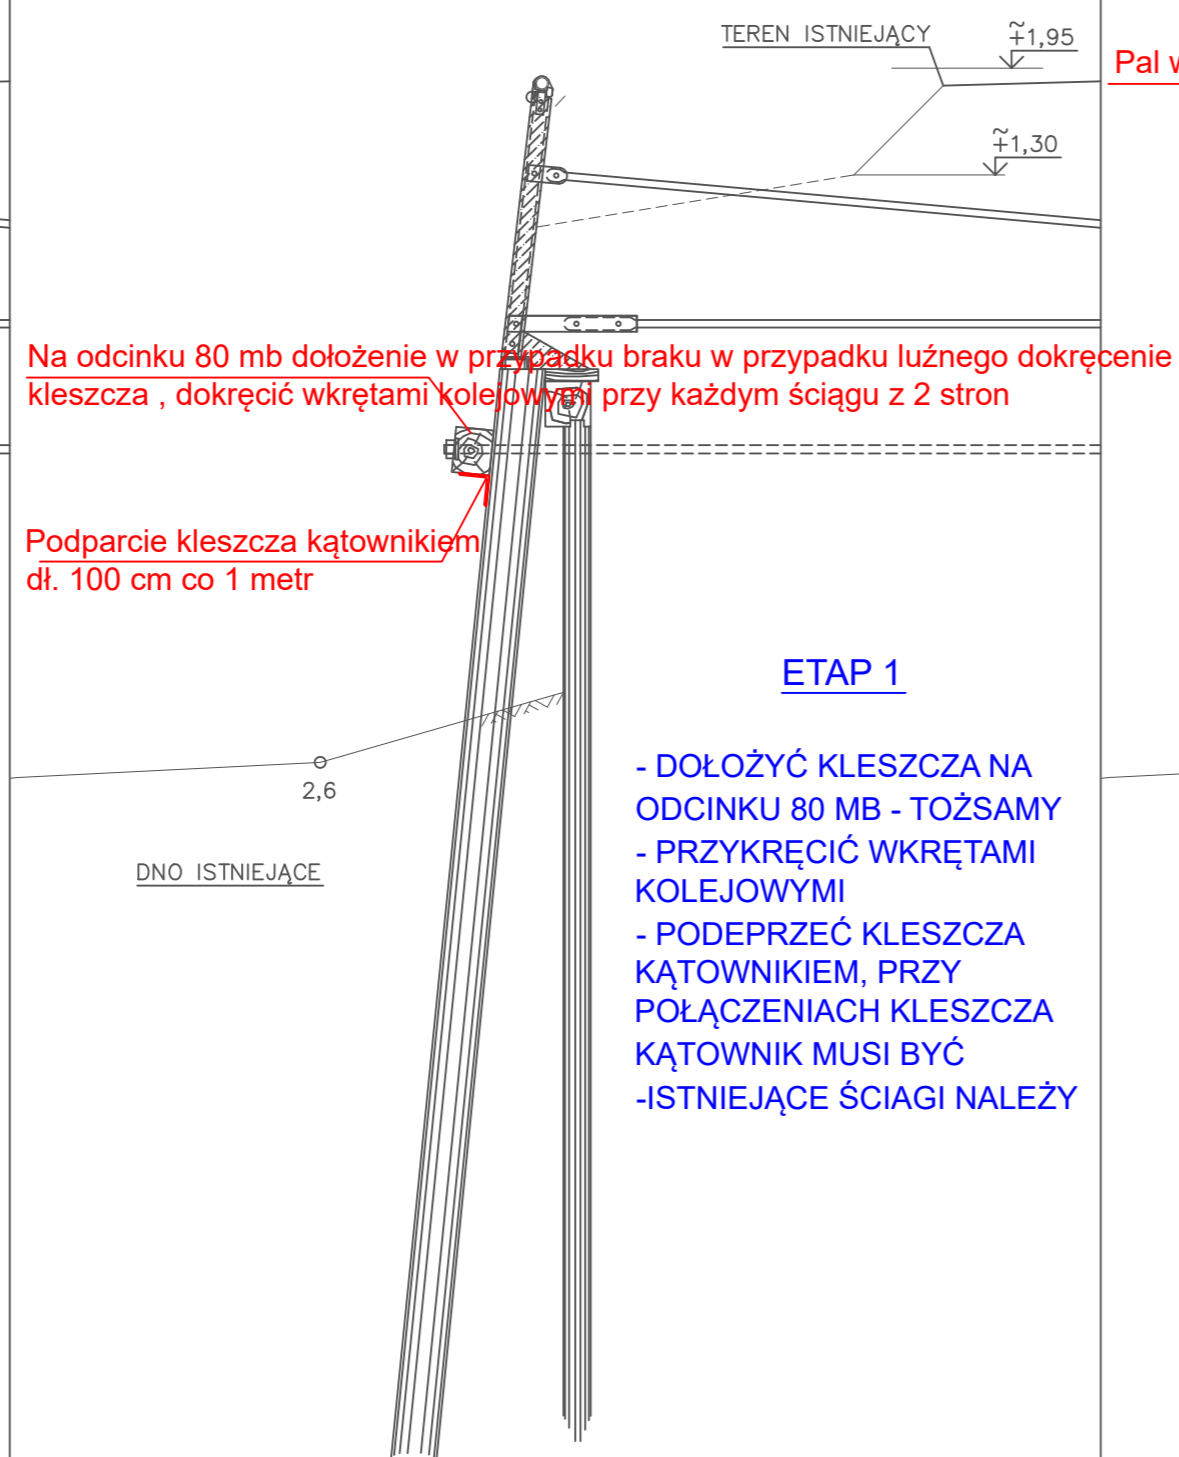 TEREN ISTNIEJĄCY
∓1,95
Pal w
∓1,30
Na odcinku 80 mb dołożenie w przypadku braku w przypadku luźnego dokręcenie
kleszcza , dokręcić wkrętami kolejowymi przy każdym ściągu z 2 stron
Podparcie kleszcza kątownikiem
dł. 100 cm co 1 metr
ETAP 1
- DOŁOŻYĆ KLESZCZA NA
ODCINKU 80 MB - TOŻSAMY
- PRZYKRĘCIĆ WKRĘTAMI
KOLEJOWYMI
- PODEPRZEĆ KLESZCZA
KĄTOWNIKIEM, PRZY
POŁĄCZENIACH KLESZCZA
KĄTOWNIK MUSI BYĆ
-ISTNIEJĄCE ŚCIAGI NALEŻY
2,6
DNO ISTNIEJĄCE